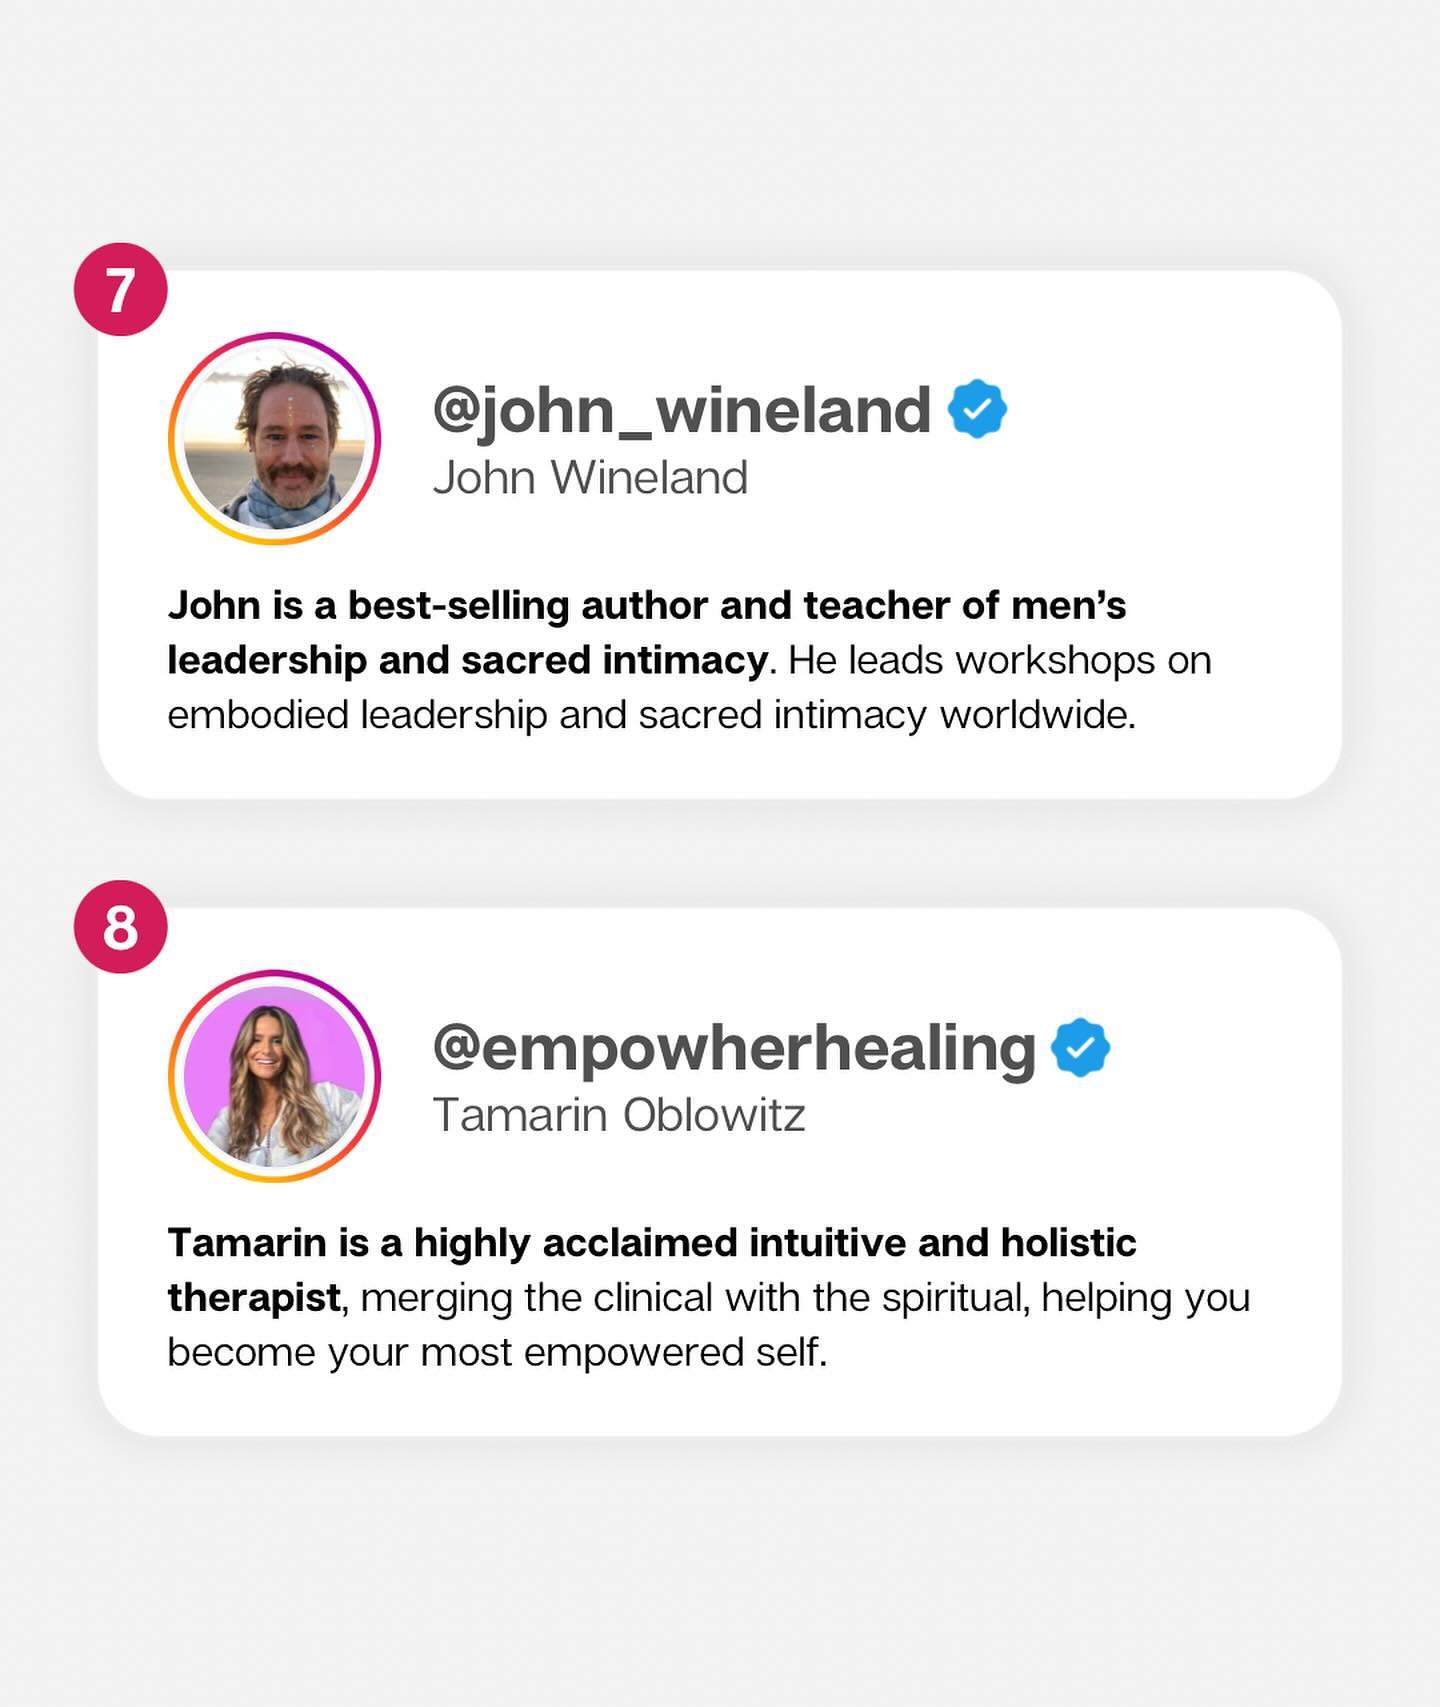 7
@john_wineland
John Wineland
John is a best-selling author and teacher of men’s
leadership and sacred intimacy. He leads workshops on
embodied leadership and sacred intimacy worldwide.
8
@empowherhealing
Tamarin Oblowitz
Tamarin is a highly acclaimed intuitive and holistic
therapist, merging the clinical with the spiritual, helping you
become your most empowered self.